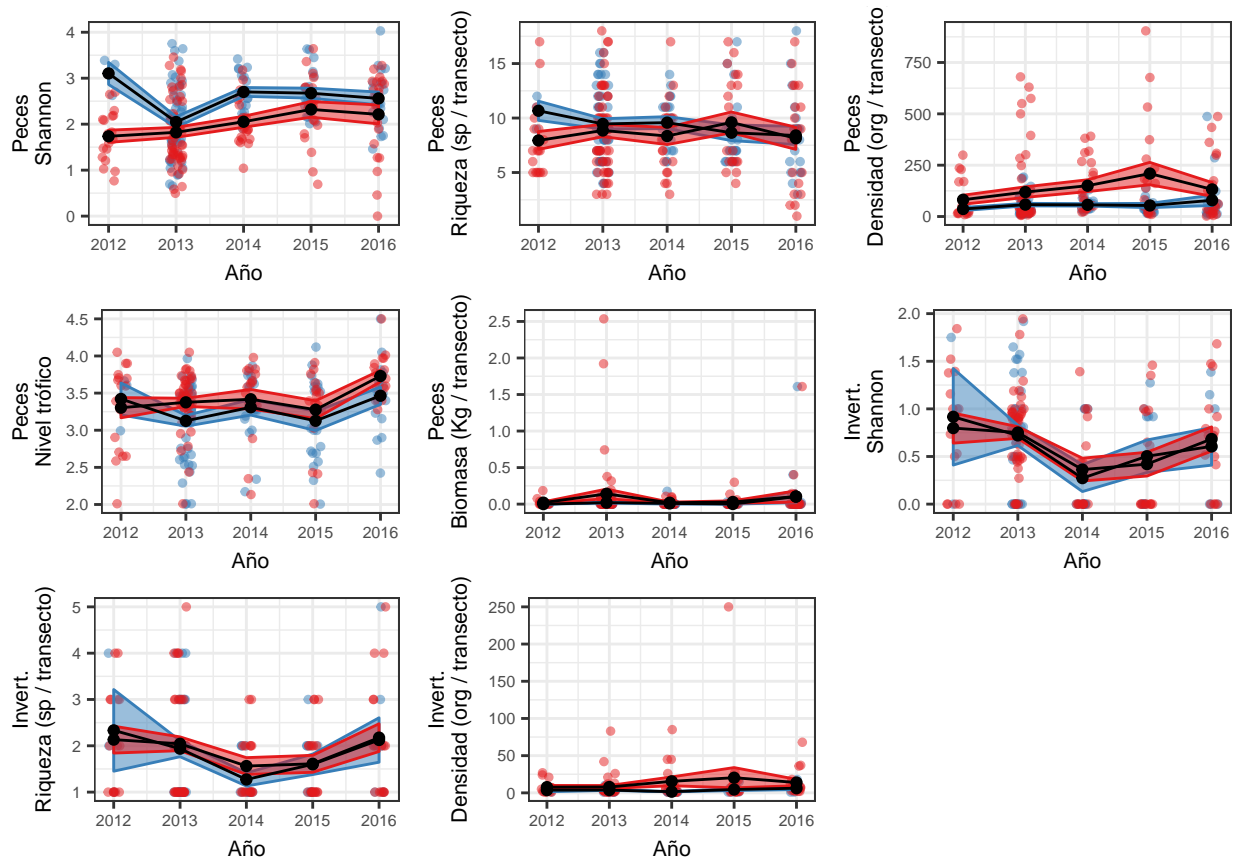 Peces
Shannon
4
3
2
1
0
2012 2013 2014 2015 2016
Año
Peces
Riqueza (sp / transecto)
15
10
5
2012 2013 2014 2015 2016
Año
Peces
Densidad (org / transecto
750
500
250
0
2012 2013 2014 2015 2016
Año
Peces
Nivel trófico
4.5
4.0
3.5
3.0
2.5
2.0
2012 2013 2014 2015 2016
Año
Peces
Biomasa (Kg / transecto)
2.5
2.0
1.5
1.0
0.5
0.0
2012 2013 2014 2015 2016
Año
Invert.
Shannon
2.0
1.5
1.0
0.5
0.0
2012 2013 2014 2015 2016
Año
Invert.
Riqueza (sp / transecto)
5
4
3
2
1
2012 2013 2014 2015 2016
Año
Invert.
Densidad (org / transecto)
250
200
150
100
50
0
2012 2013 2014 2015 2016
Año